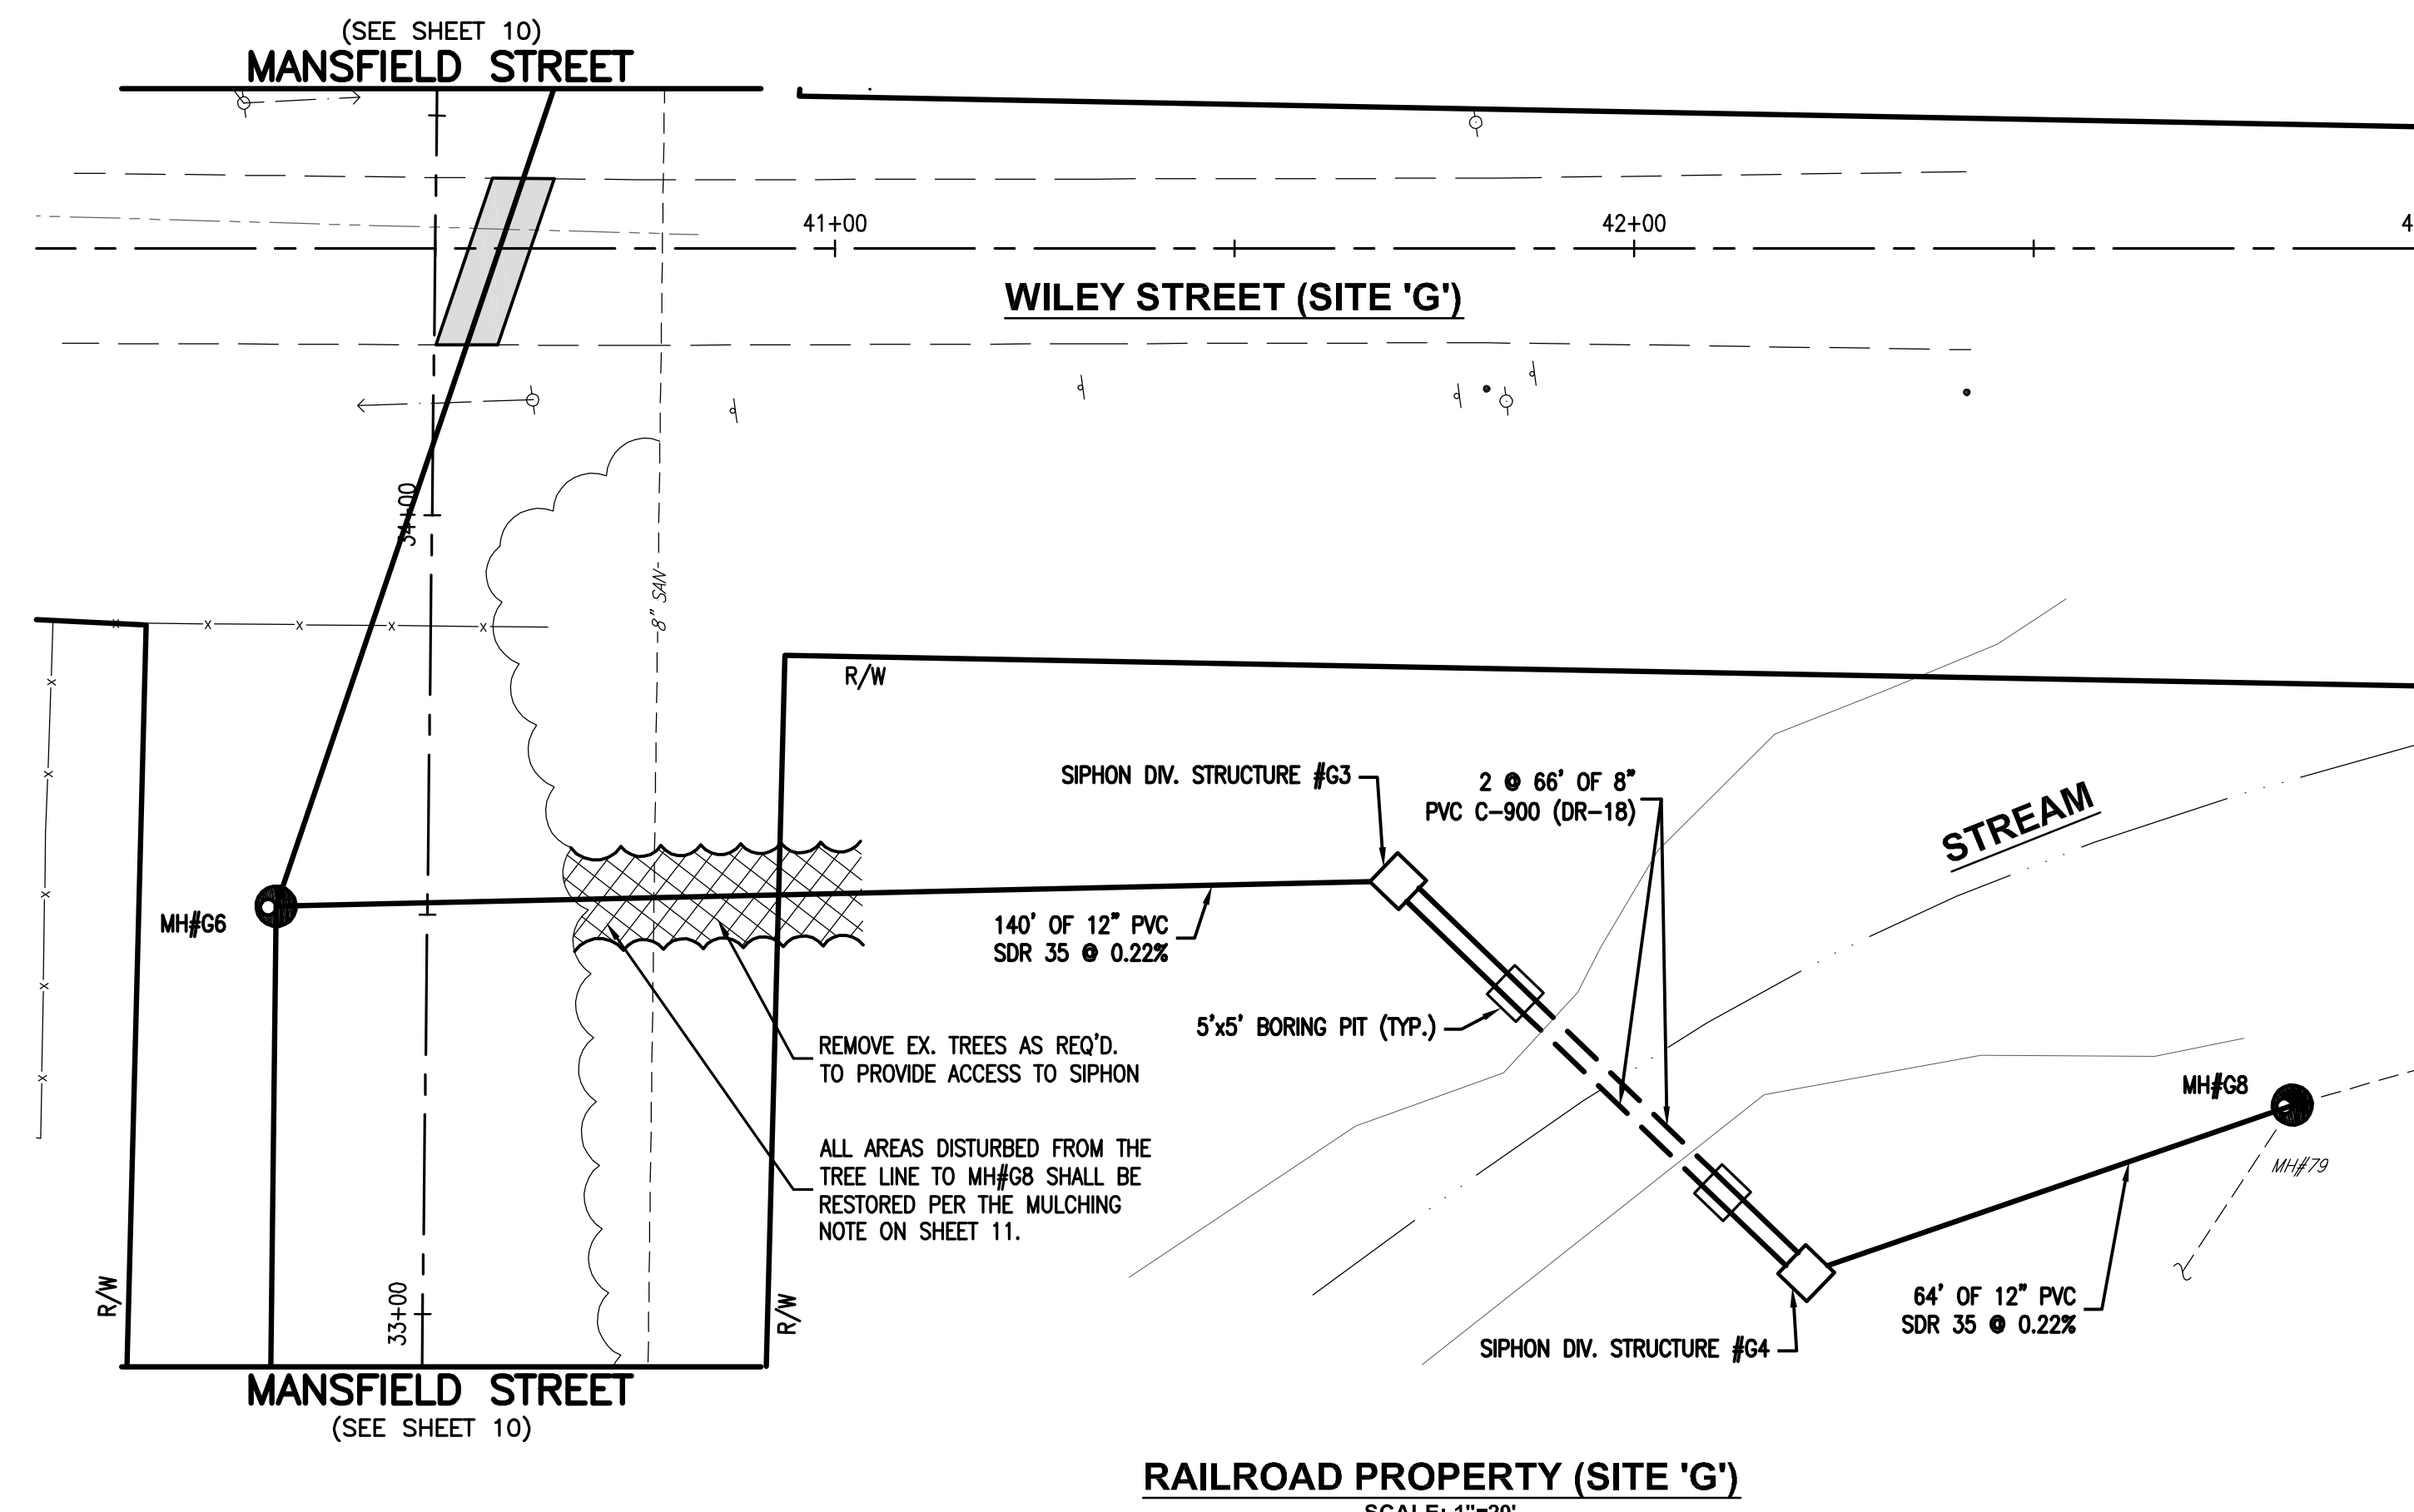 (SEE SHEET 10)
MANSFIELD STREET
41+00
42+00
4
WILEY STREET (SITE 'G')
34+00
8" SAN
R/W
SIPHON DIV. STRUCTURE #G3
2 @ 66' OF 8"
PVC C-900 (DR-18)
STREAM
MH#G6
140' OF 12" PVC
SDR 35 @ 0.22%
5'x5' BORING PIT (TYP.)
REMOVE EX. TREES AS REQ'D.
TO PROVIDE ACCESS TO SIPHON
MH#G8
MH#79
ALL AREAS DISTURBED FROM THE
TREE LINE TO MH#G8 SHALL BE
RESTORED PER THE MULCHING
NOTE ON SHEET 11.
R/W
33+00
R/W
64' OF 12" PVC
SDR 35 @ 0.22%
SIPHON DIV. STRUCTURE #G4
MANSFIELD STREET
(SEE SHEET 10)
RAILROAD PROPERTY (SITE 'G')
SCALE: 1"=20'